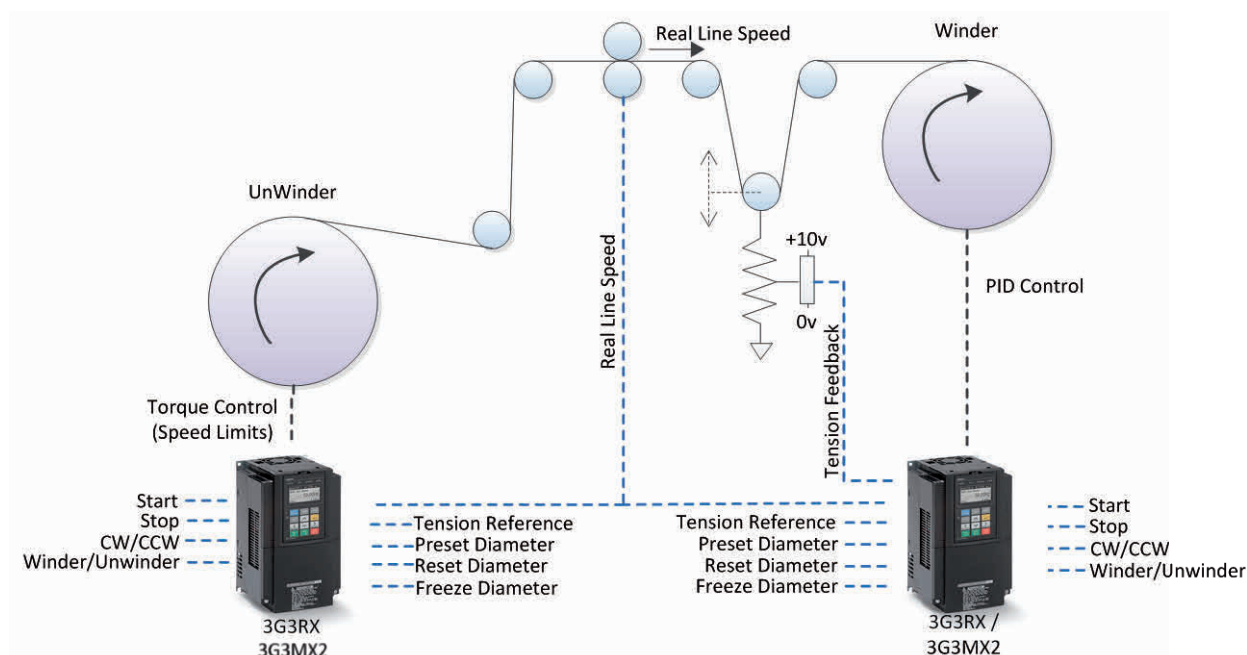 Real Line Speed
Winder
UnWinder
+10v
0v
PID Control
Real Line Speed
Tension Feedback
Torque Control
(Speed Limits)
Start
Stop
CW/CCW
Winder/Unwinder
Tension Reference
Preset Diameter
Reset Diameter
Freeze Diameter
Tension Reference
Preset Diameter
Reset Diameter
Freeze Diameter
Start
Stop
CW/CCW
Winder/Unwinder
3G3RX
3G3MX2
3G3RX /
3G3MX2